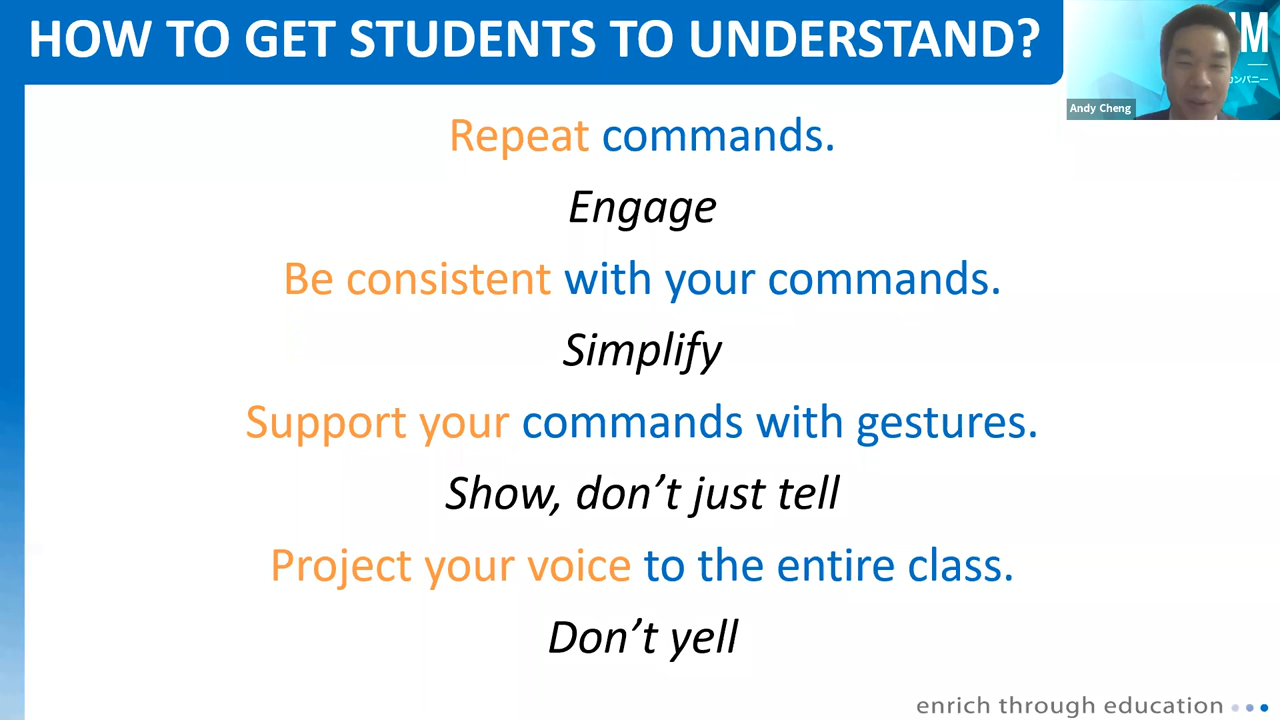 HOW TO GET STUDENTS TO UNDERSTAND?
Andy Cheng
Repeat commands.
Engage
Be consistent with your commands.
Simplify
Support your commands with gestures.
Show, don’t just tell
Project your voice to the entire class.
Don’t yell
enrich through education